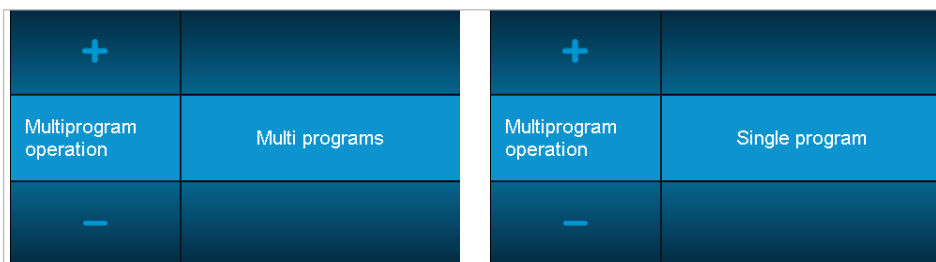 +
+
Multiprogram
operation
Multi programs
Multiprogram
operation
Single program
−
−